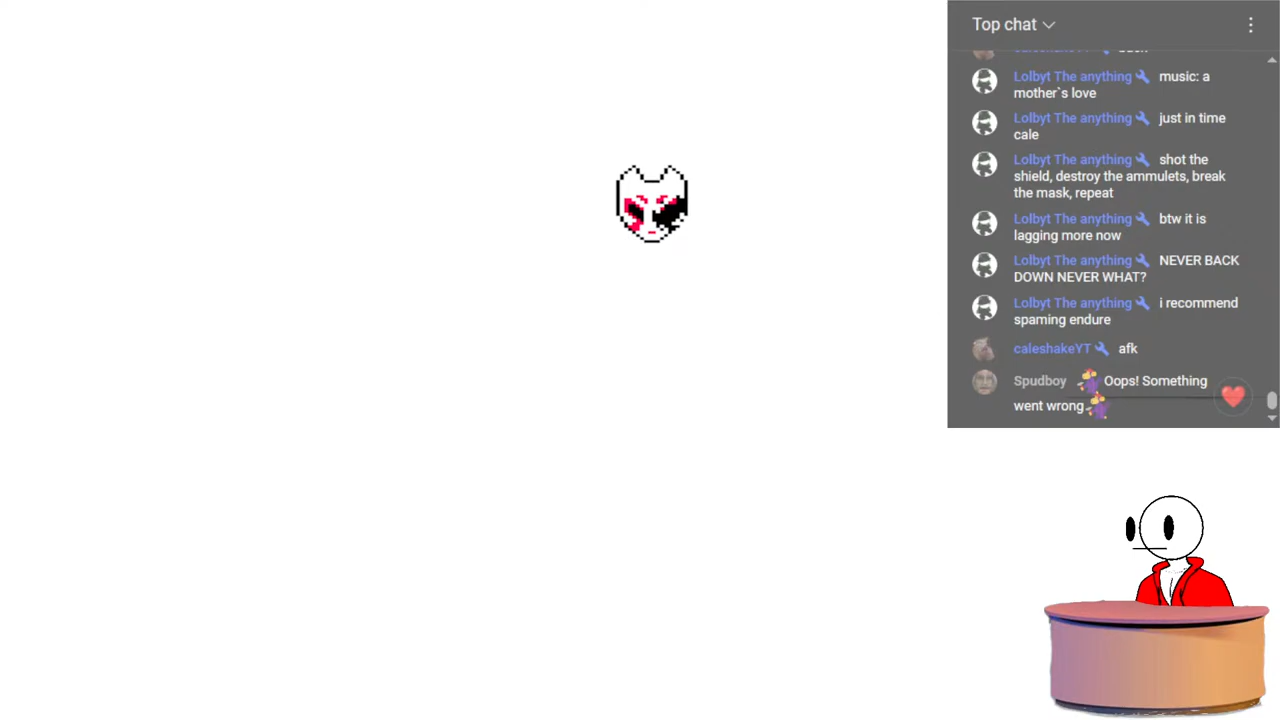 Top chat
Lolbyt The anything music: a
mother`s love
Lolbyt The anything just in time
cale
Lolbyt The anything shot the
shield, destroy the ammulets, break
the mask, repeat
Lolbyt The anything btw it is
lagging more now
Lolbyt The anything NEVER BACK
DOWN NEVER WHAT?
Lolbyt The anything i recommend
spaming endure
caleshakeYT afk
Spudboy Oops! Something
went wrong